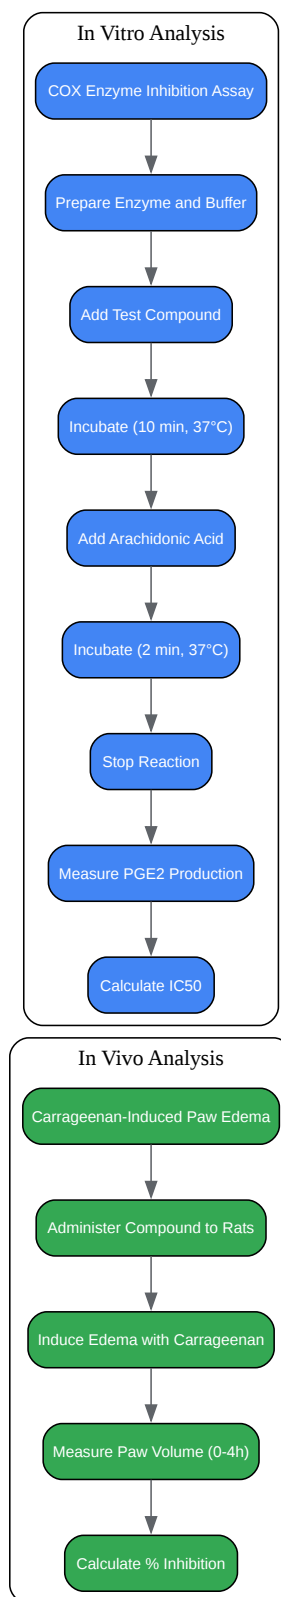 In Vitro Analysis
COX Enzyme Inhibition Assay
Prepare Enzyme and Buffer
Add Test Compound
Incubate (10 min, 37°C)
Add Arachidonic Acid
Incubate (2 min, 37°C)
Stop Reaction
Measure PGE2 Production
Calculate IC50
In Vivo Analysis
Carrageenan-Induced Paw Edema
Administer Compound to Rats
Induce Edema with Carrageenan
Measure Paw Volume (0-4h)
Calculate % Inhibition